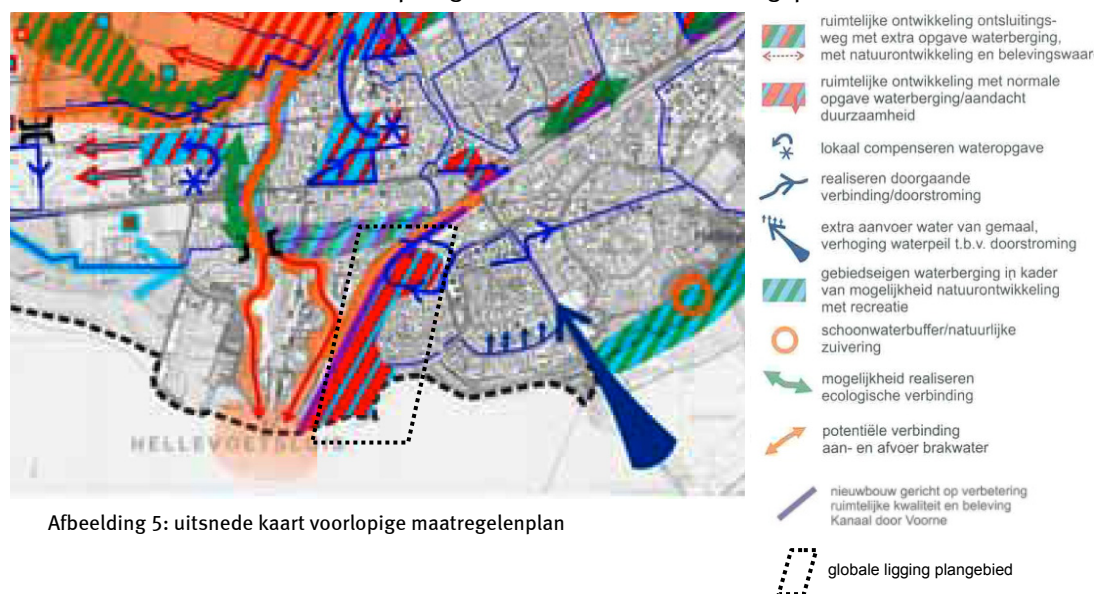 ruimtelijke ontwikkeling ontsluitings-
weg met extra opgave waterberging,
met natuurontwikkeling en belevingswaar
ruimtelijke ontwikkeling met normale
opgave waterberging/aandacht
duurzaamheid
lokaal compenseren wateropgave
realiseren doorgaande
verbinding/doorstroming
extra aanvoer water van gemaal,
verhoging waterpeil t.b.v. doorstroming
gebiedseigen waterberging in kader
van mogelijkheid natuurontwikkeling
met recreatie
schoonwaterbuffer/natuurlijke
zuivering
mogelijkheid realiseren
ecologische verbinding
potentiële verbinding
aan- en afvoer brakwater
nieuwbouw gericht op verbetering
ruimtelijke kwaliteit en beleving
Kanaal door Voorne
globale ligging plangebied
HELLEVOETSLUIS
Afbeelding 5: uitsnede kaart voorlopige maatregelenplan